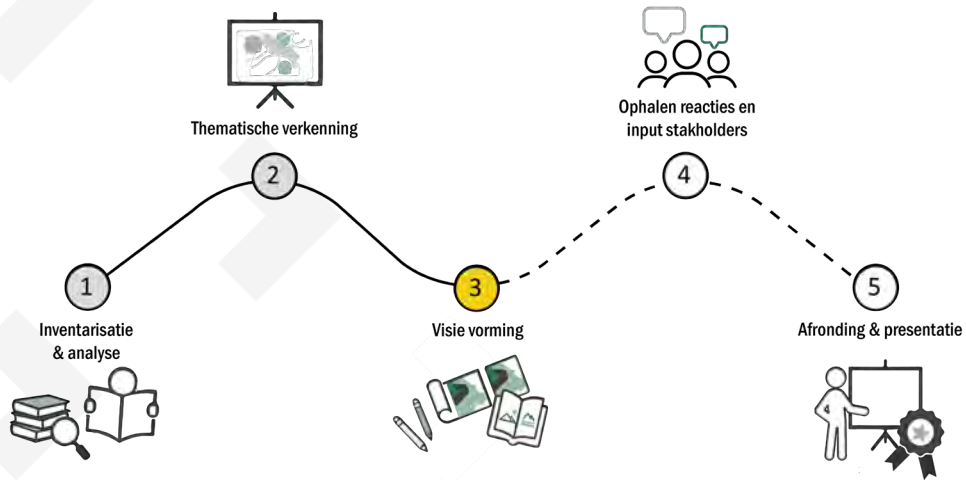 1
Inventarisatie
& analyse
2
Thematische verkenning
3
Visie vorming
4
Ophalen reacties en
input stakholders
5
Afronding & presentatie